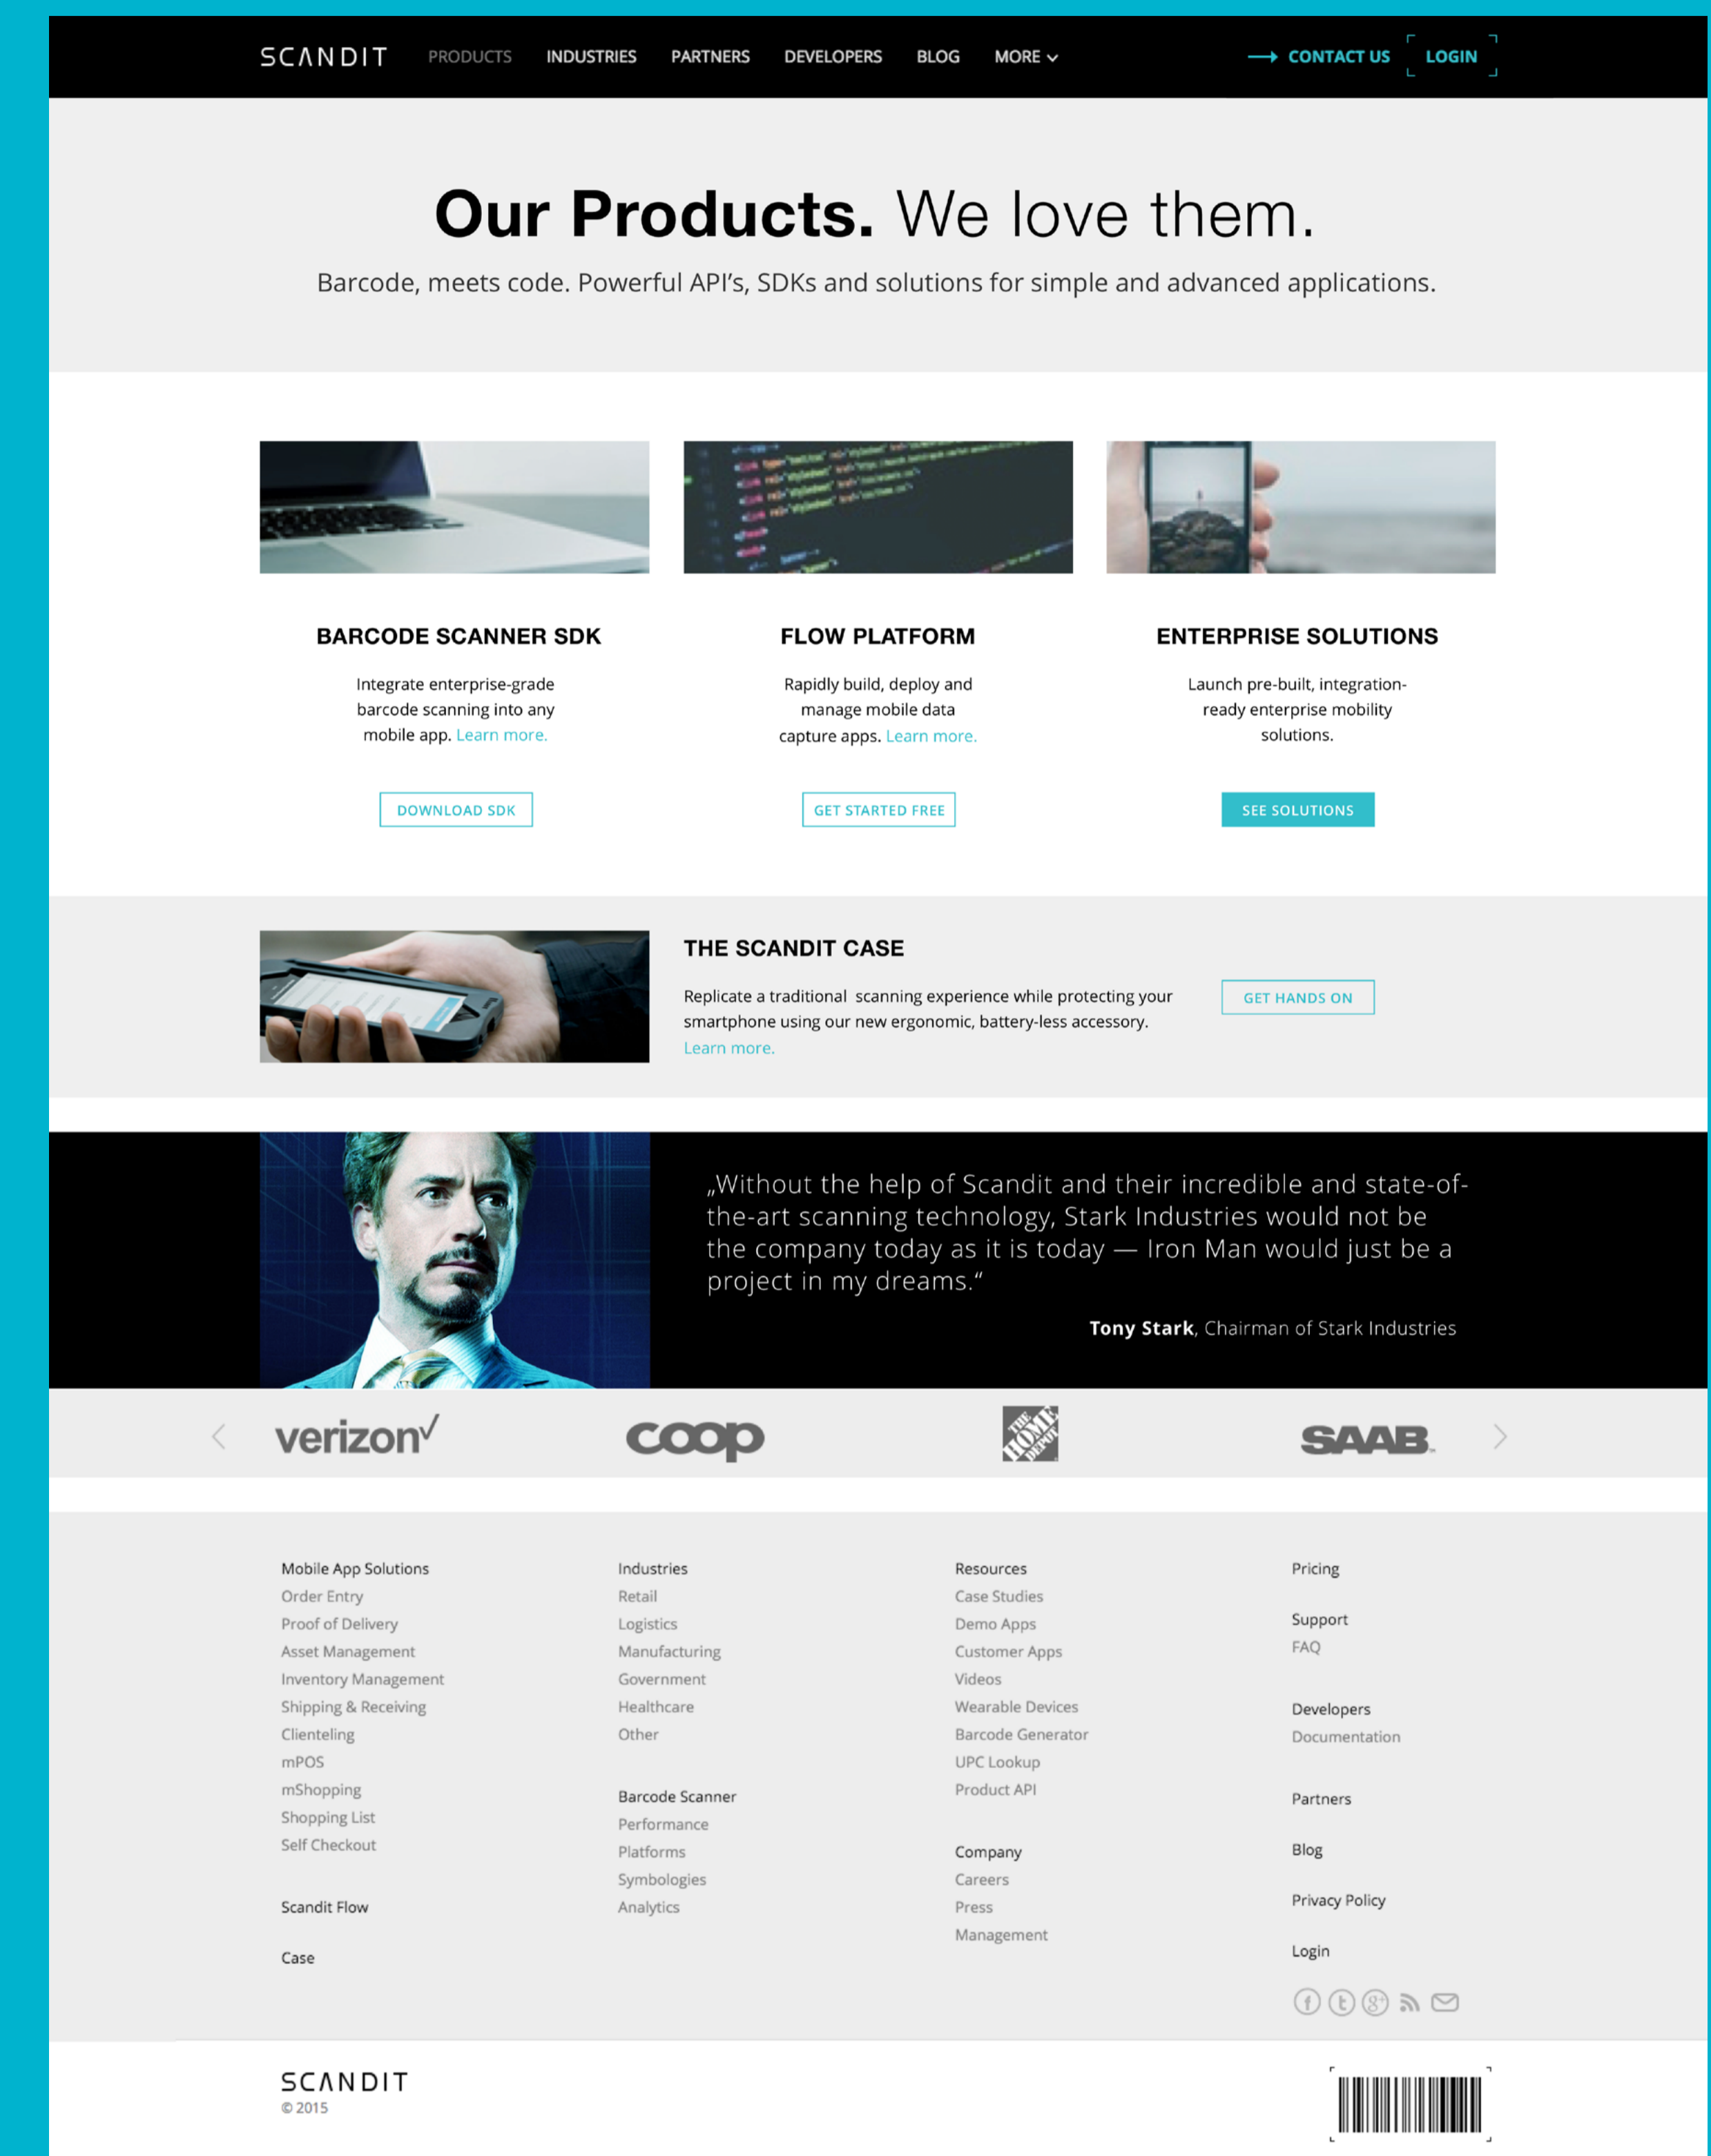 SCANDIT PRODUCTS INDUSTRIES PARTNERS DEVELOPERS BLOG MORE CONTACT US LOGIN
Our Products. We love them.
Barcode, meets code. Powerful API's, SDKs and solutions for simple and advanced applications.
BARCODE SCANNER SDK
Integrate enterprise-grade
barcode scanning into any
mobile app. Learn more.
DOWNLOAD SDK
FLOW PLATFORM
Rapidly build, deploy and
manage mobile data
capture apps. Learn more.
GET STARTED FREE
ENTERPRISE SOLUTIONS
Launch pre-built, integration-
ready enterprise mobility
solutions.
SEE SOLUTIONS
THE SCANDIT CASE
Replicate a traditional scanning experience while protecting your
smartphone using our new ergonomic, battery-less accessory.
Learn more.
GET HANDS ON
„Without the help of Scandit and their incredible and state-of-
the-art scanning technology, Stark Industries would not be
the company today as it is today — Iron Man would just be a
project in my dreams.“
Tony Stark, Chairman of Stark Industries
verizon
coop
THE
HOME
DEPOT
SAAB
Mobile App Solutions
Order Entry
Proof of Delivery
Asset Management
Inventory Management
Shipping & Receiving
Clienteling
mPOS
mShopping
Shopping List
Self Checkout
Scandit Flow
Case
Industries
Retail
Logistics
Manufacturing
Government
Healthcare
Other
Barcode Scanner
Performance
Platforms
Symbologies
Analytics
Resources
Case Studies
Demo Apps
Customer Apps
Videos
Wearable Devices
Barcode Generator
UPC Lookup
Product API
Company
Careers
Press
Management
Pricing
Support
FAQ
Developers
Documentation
Partners
Blog
Privacy Policy
Login
SCANDIT
© 2015